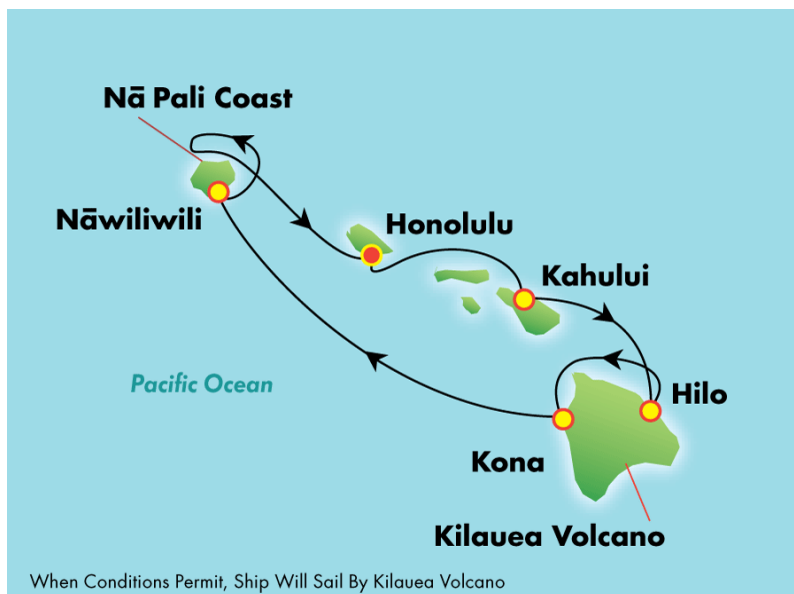 Nā Pali Coast
Nāwiliwili
Honolulu
Kahului
Pacific Ocean
Hilo
Kona
Kilauea Volcano
When Conditions Permit, Ship Will Sail By Kilauea Volcano